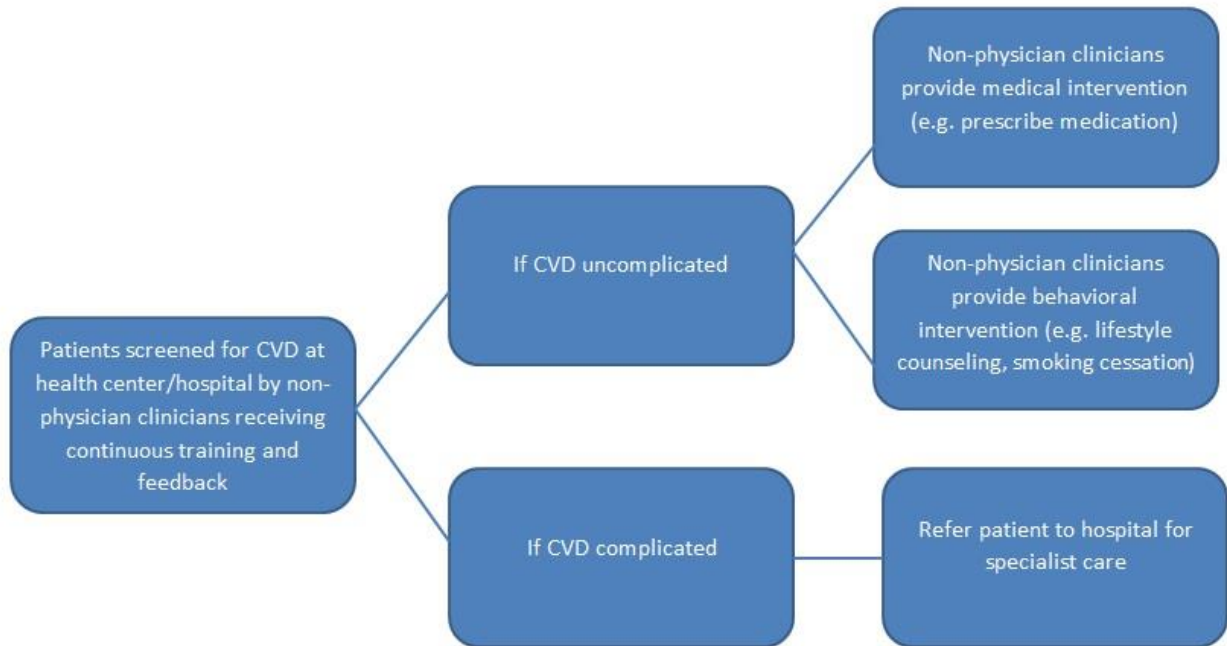 Patients screened for CVD at
health center/hospital by non-
physician clinicians receiving
continuous training and
feedback
If CVD uncomplicated
Non-physician clinicians
provide medical intervention
(e.g. prescribe medication)
Non-physician clinicians
provide behavioral
intervention (e.g. lifestyle
counseling, smoking cessation)
If CVD complicated
Refer patient to hospital for
specialist care